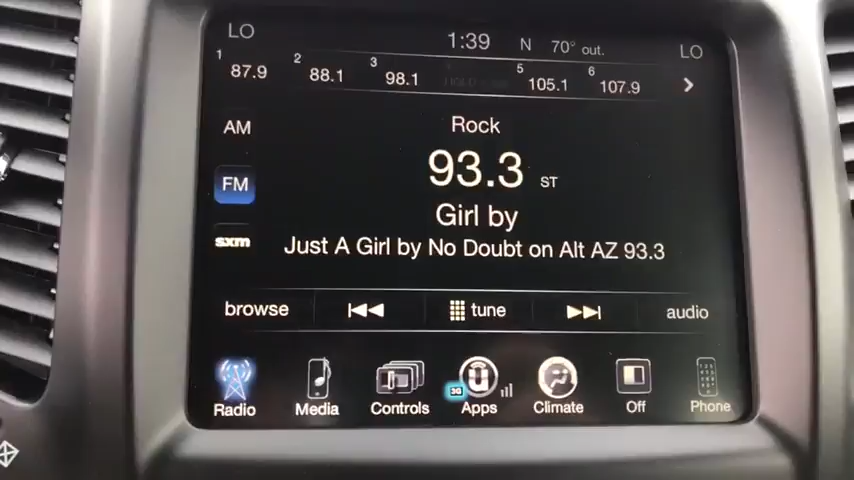 LO 1:39 N 70° out. LO
1 87.9 2 88.1 3 98.1 5 105.1 6 107.9
AM
Rock
FM
93.3 ST
Girl by
sxm
Just A Girl by No Doubt on Alt AZ 93.3
browse tune audio
3G
Radio Media Controls Apps Climate Off Phone